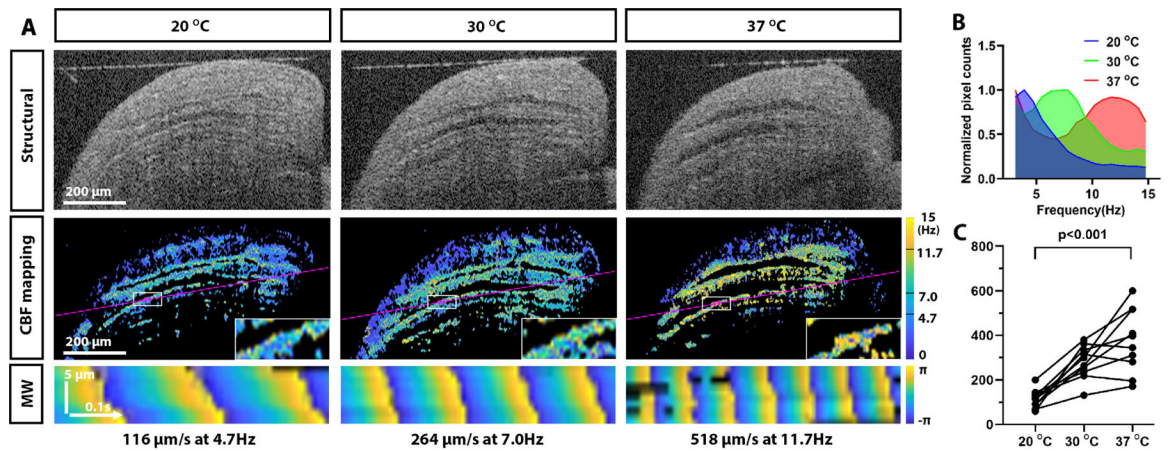 A
20 °C
30 °C
37 °C
Structural
200 µm
CBF mapping
200 µm
15
(Hz)
11.7
7.0
4.7
0
MW
5 µm
0.1s
π
-π
116 µm/s at 4.7Hz
264 µm/s at 7.0Hz
518 µm/s at 11.7Hz
B
Normalized pixel counts
1.5
1.0
0.5
0.0
20 °C
30 °C
37 °C
5
10
15
Frequency(Hz)
C
p<0.001
800
600
400
200
0
20 °C
30 °C
37 °C